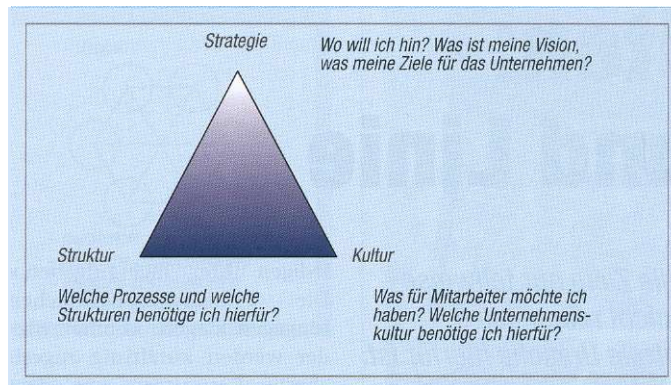 Strategie
Wo will ich hin? Was ist meine Vision,
was meine Ziele für das Unternehmen?
Struktur
Welche Prozesse und welche
Strukturen benötige ich hierfür?
Kultur
Was für Mitarbeiter möchte ich
haben? Welche Unternehmens-
kultur benötige ich hierfür?